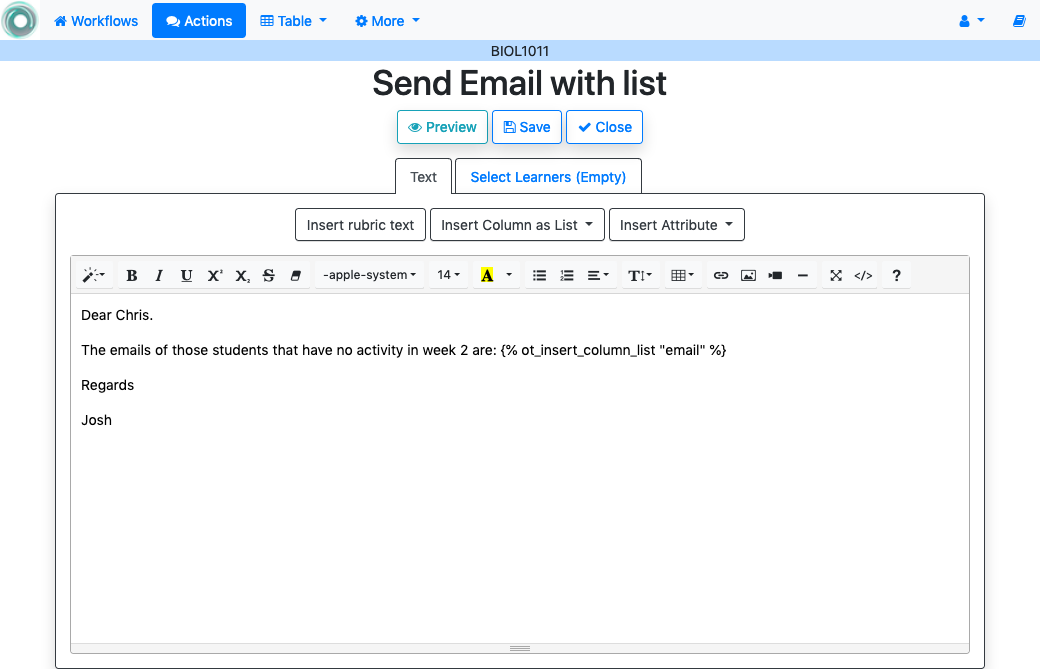 Workflows Actions Table More
BIOL1011
Send Email with list
Preview Save Close
Text Select Learners (Empty)
Insert rubric text Insert Column as List Insert Attribute
B I U X² X₂ S -apple-system 14 A T </> ?
Dear Chris.
The emails of those students that have no activity in week 2 are: {% ot_insert_column_list "email" %}
Regards
Josh